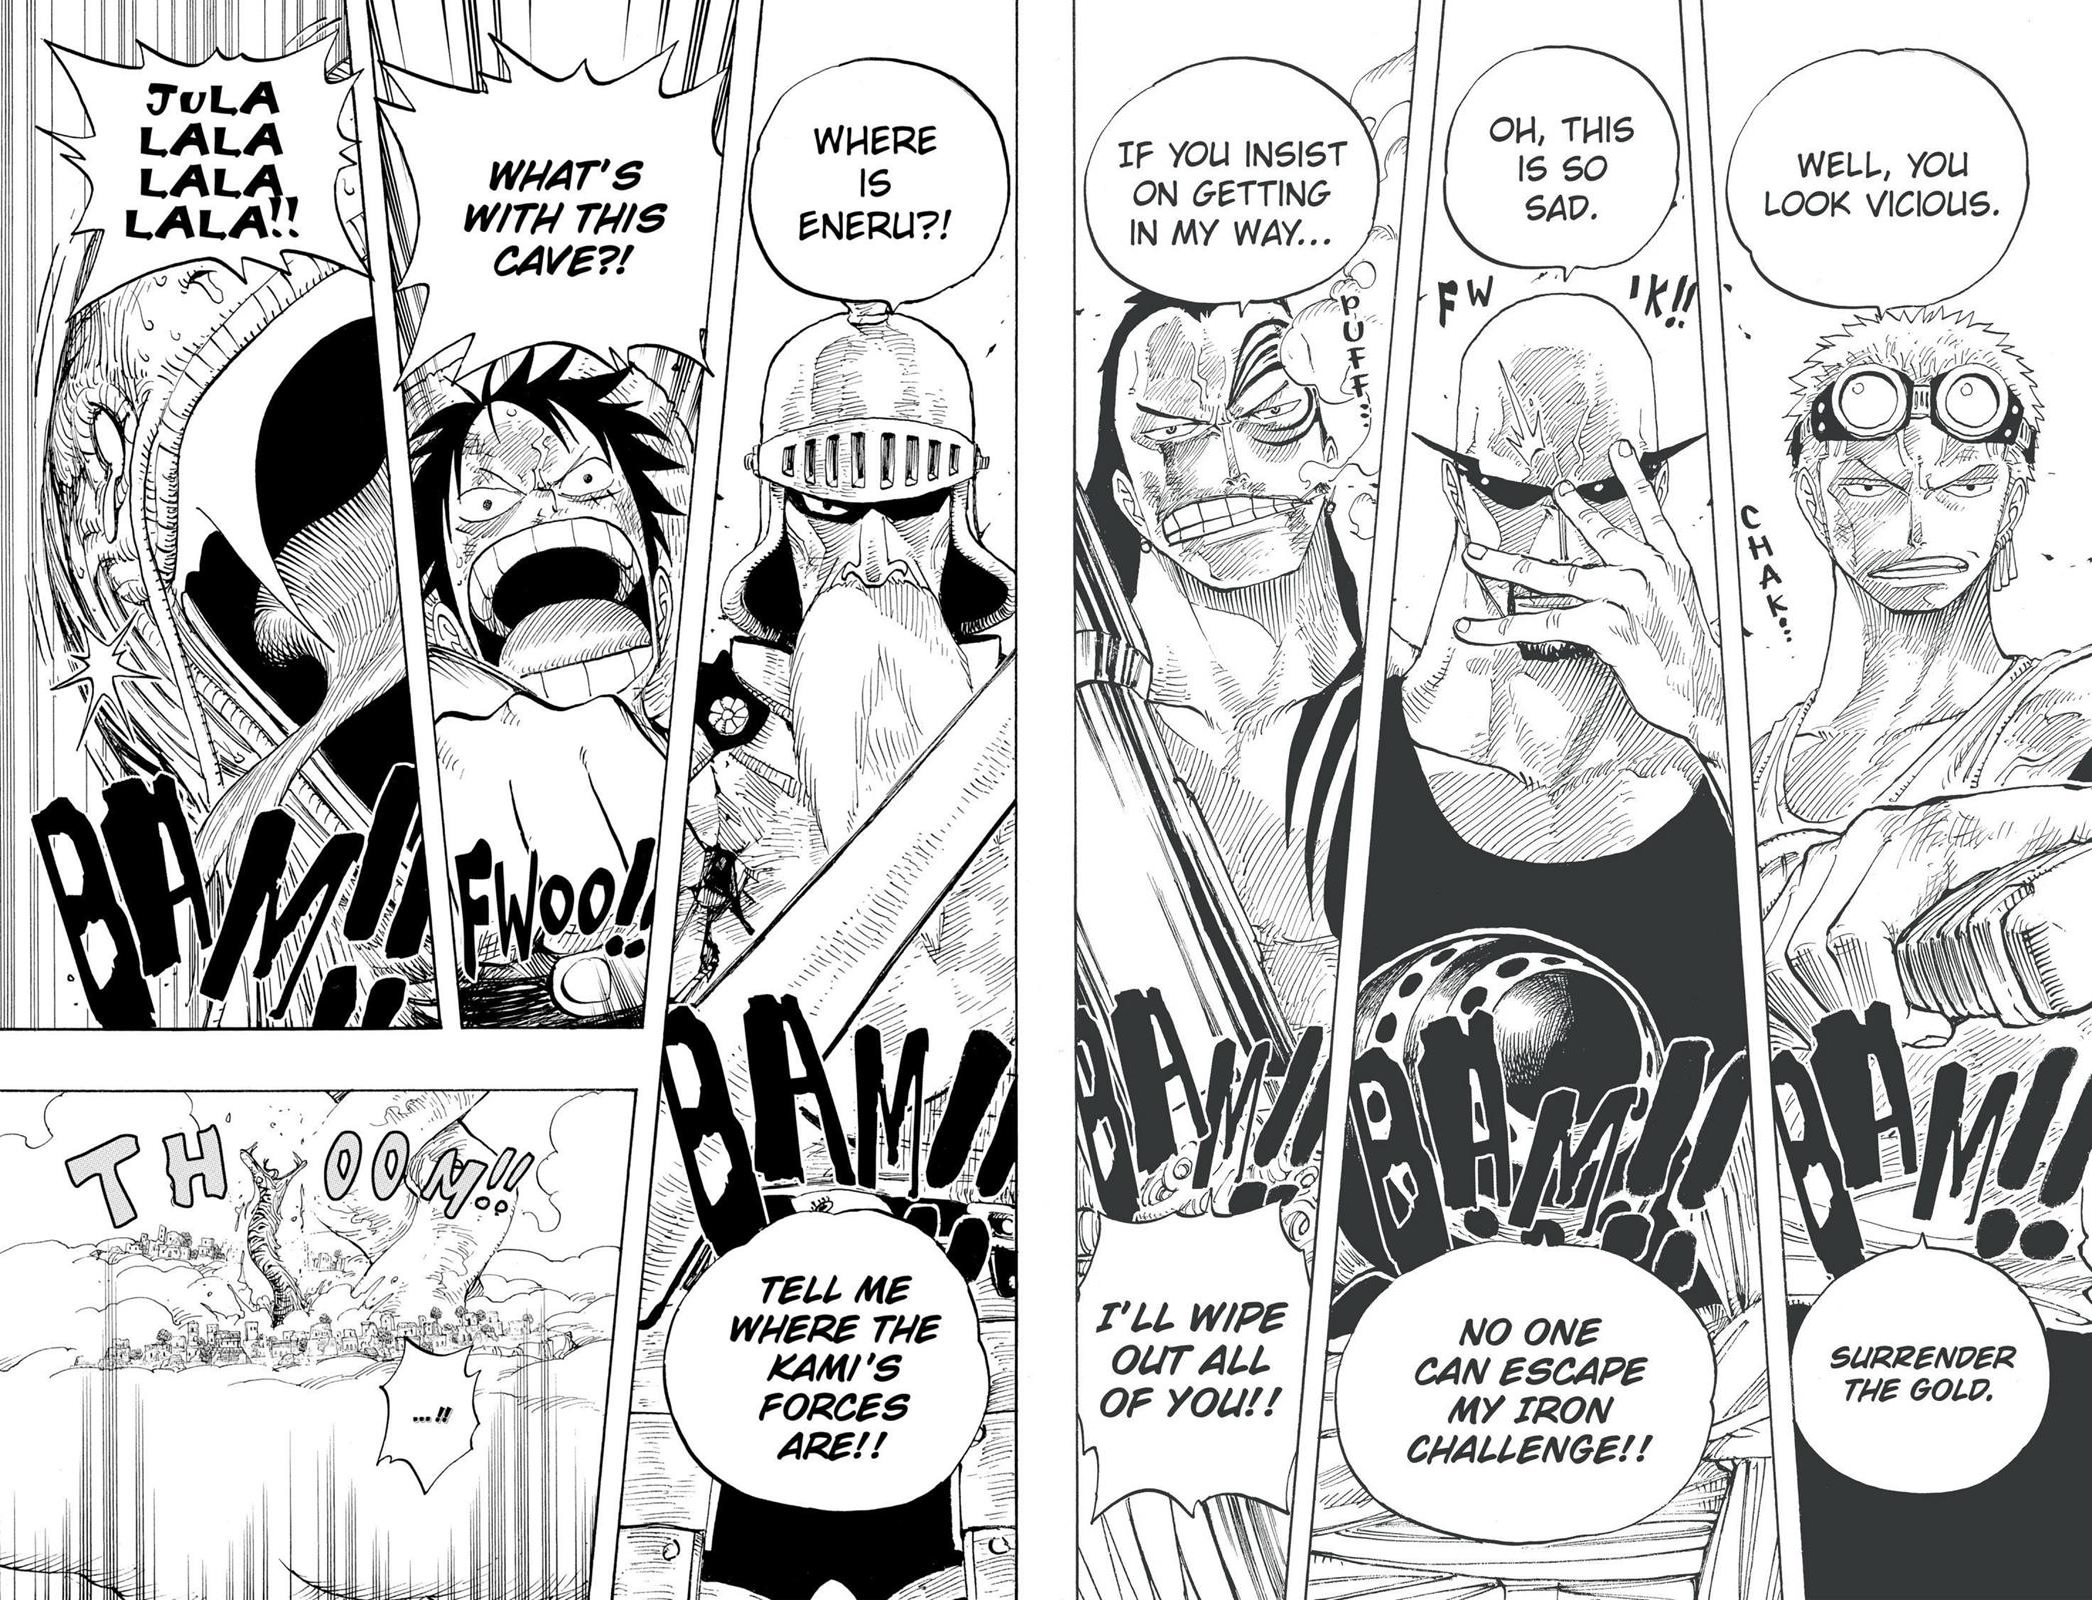 WELL, YOU
LOOK VICIOUS.
CHAK...
SURRENDER
THE GOLD.
BAM!!
OH, THIS
IS SO
SAD.
FW
IK!!
BAM!!
NO ONE
CAN ESCAPE
MY IRON
CHALLENGE!!
IF YOU INSIST
ON GETTING
IN MY WAY...
PUFF...
BAM!!
I'LL WIPE
OUT ALL
OF YOU!!
WHERE
IS
ENERU?!
BAM!!
TELL ME
WHERE THE
KAMI'S
FORCES
ARE!!
WHAT'S
WITH THIS
CAVE?!
FWOO!!
JULA
LALA
LALA
LALA!!
BAM!!
THOOM!!
...!!